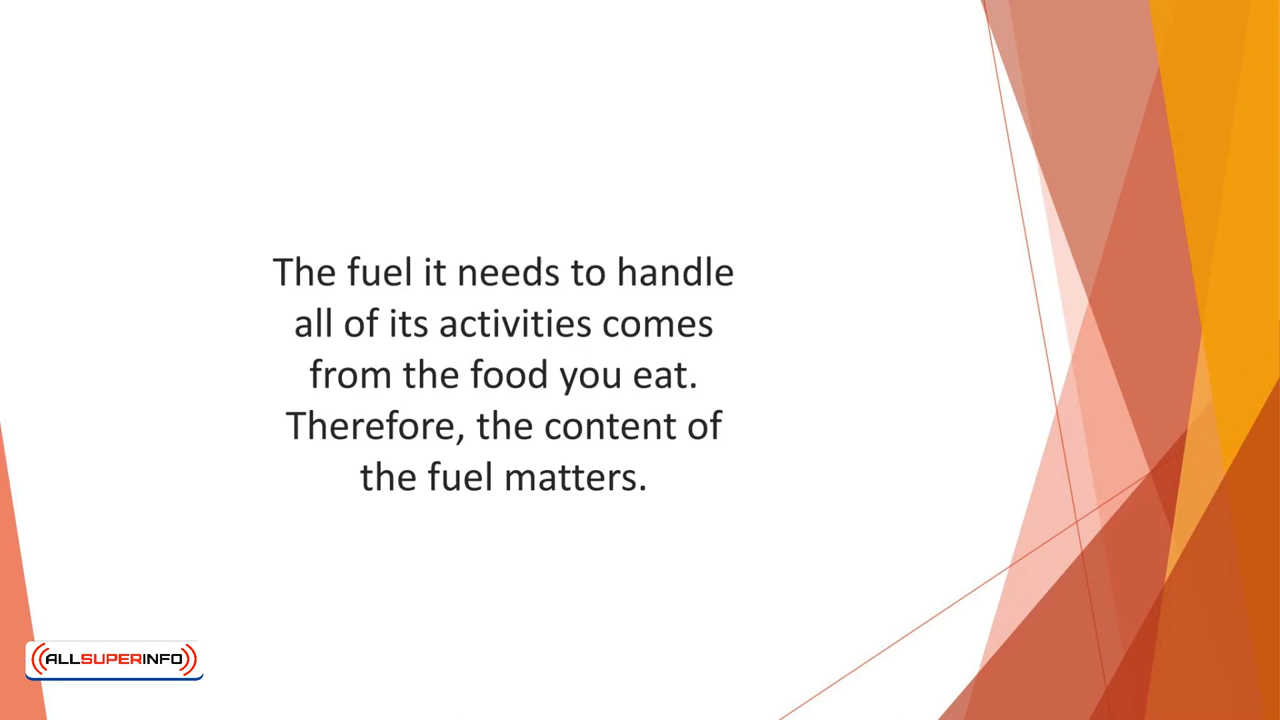 The fuel it needs to handle
all of its activities comes
from the food you eat.
Therefore, the content of
the fuel matters.
((ALLSUPERINFO))